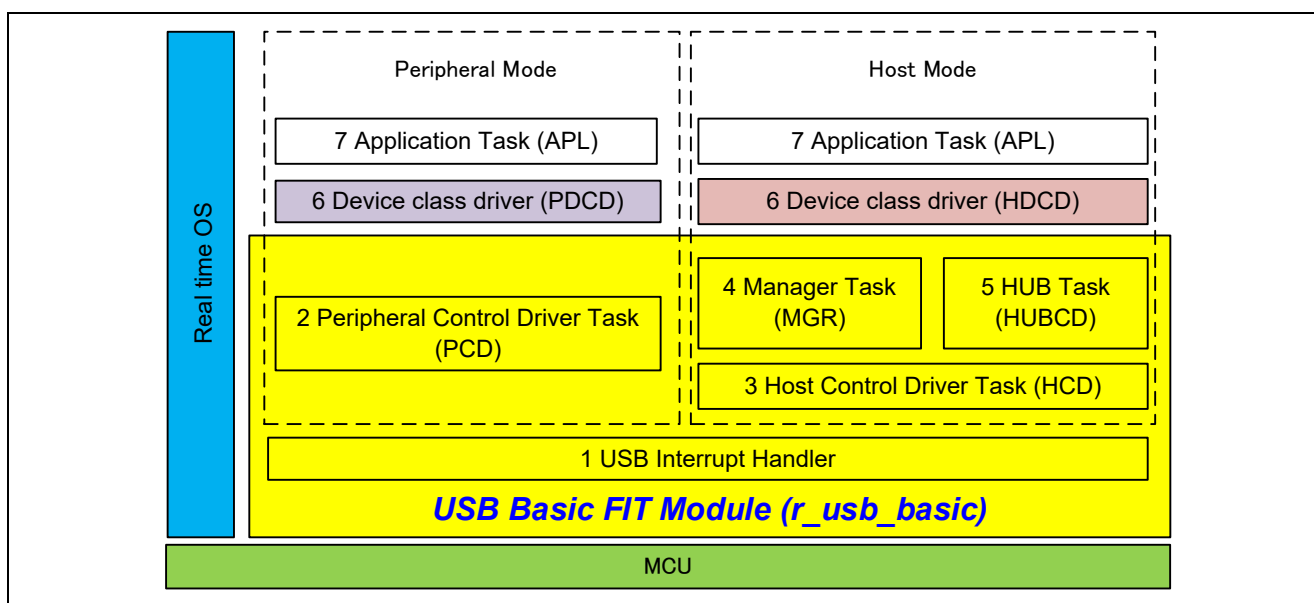 Real time OS
Peripheral Mode
Host Mode
7 Application Task (APL)
7 Application Task (APL)
6 Device class driver (PDCD)
6 Device class driver (HDCD)
2 Peripheral Control Driver Task
(PCD)
4 Manager Task
(MGR)
5 HUB Task
(HUBCD)
3 Host Control Driver Task (HCD)
1 USB Interrupt Handler
USB Basic FIT Module (r_usb_basic)
MCU